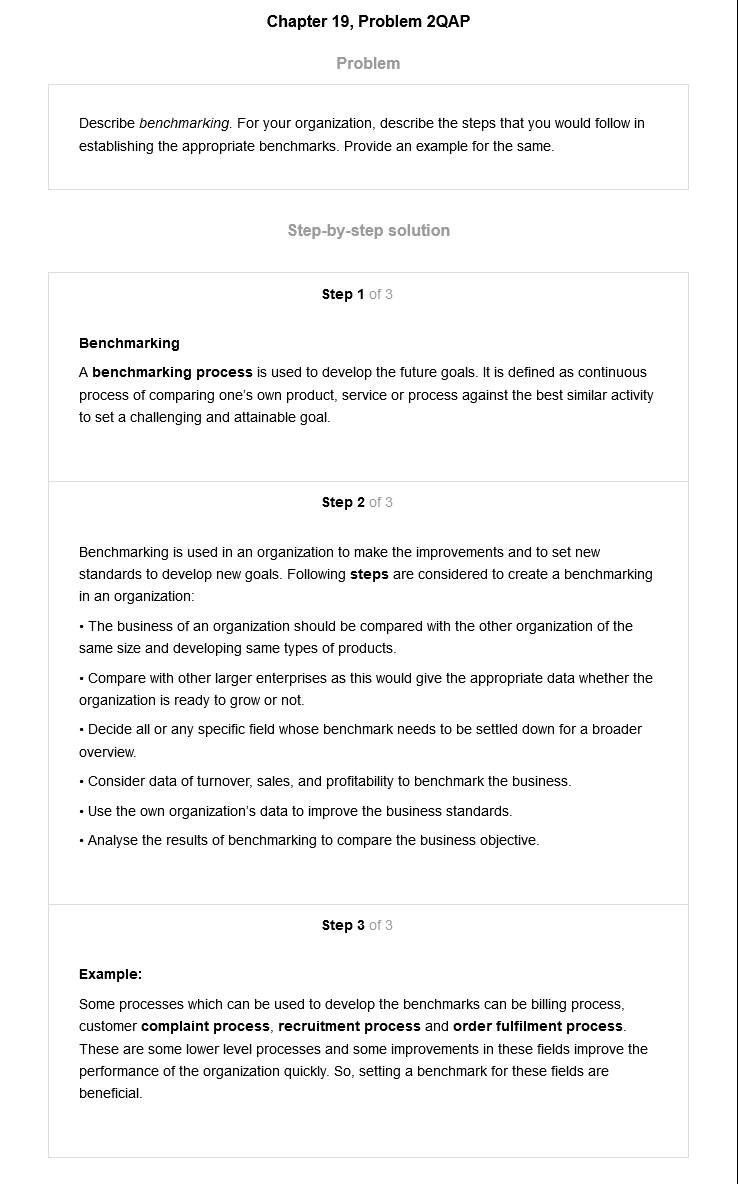 Chapter 19, Problem 2QAP
Problem
Describe benchmarking. For your organization, describe the steps that you would follow in
establishing the appropriate benchmarks. Provide an example for the same.
Step-by-step solution
Step 1 of 3
Benchmarking
A benchmarking process is used to develop the future goals. It is defined as continuous
process of comparing one's own product, service or process against the best similar activity
to set a challenging and attainable goal.
Step 2 of 3
Benchmarking is used in an organization to make the improvements and to set new
standards to develop new goals. Following steps are considered to create a benchmarking
in an organization:
• The business of an organization should be compared with the other organization of the
same size and developing same types of products.
• Compare with other larger enterprises as this would give the appropriate data whether the
organization is ready to grow or not.
• Decide all or any specific field whose benchmark needs to be settled down for a broader
overview.
• Consider data of turnover, sales, and profitability to benchmark the business.
• Use the own organization's data to improve the business standards.
• Analyse the results of benchmarking to compare the business objective.
Step 3 of 3
Example:
Some processes which can be used to develop the benchmarks can be billing process,
customer complaint process, recruitment process and order fulfilment process.
These are some lower level processes and some improvements in these fields improve the
performance of the organization quickly. So, setting a benchmark for these fields are
beneficial.